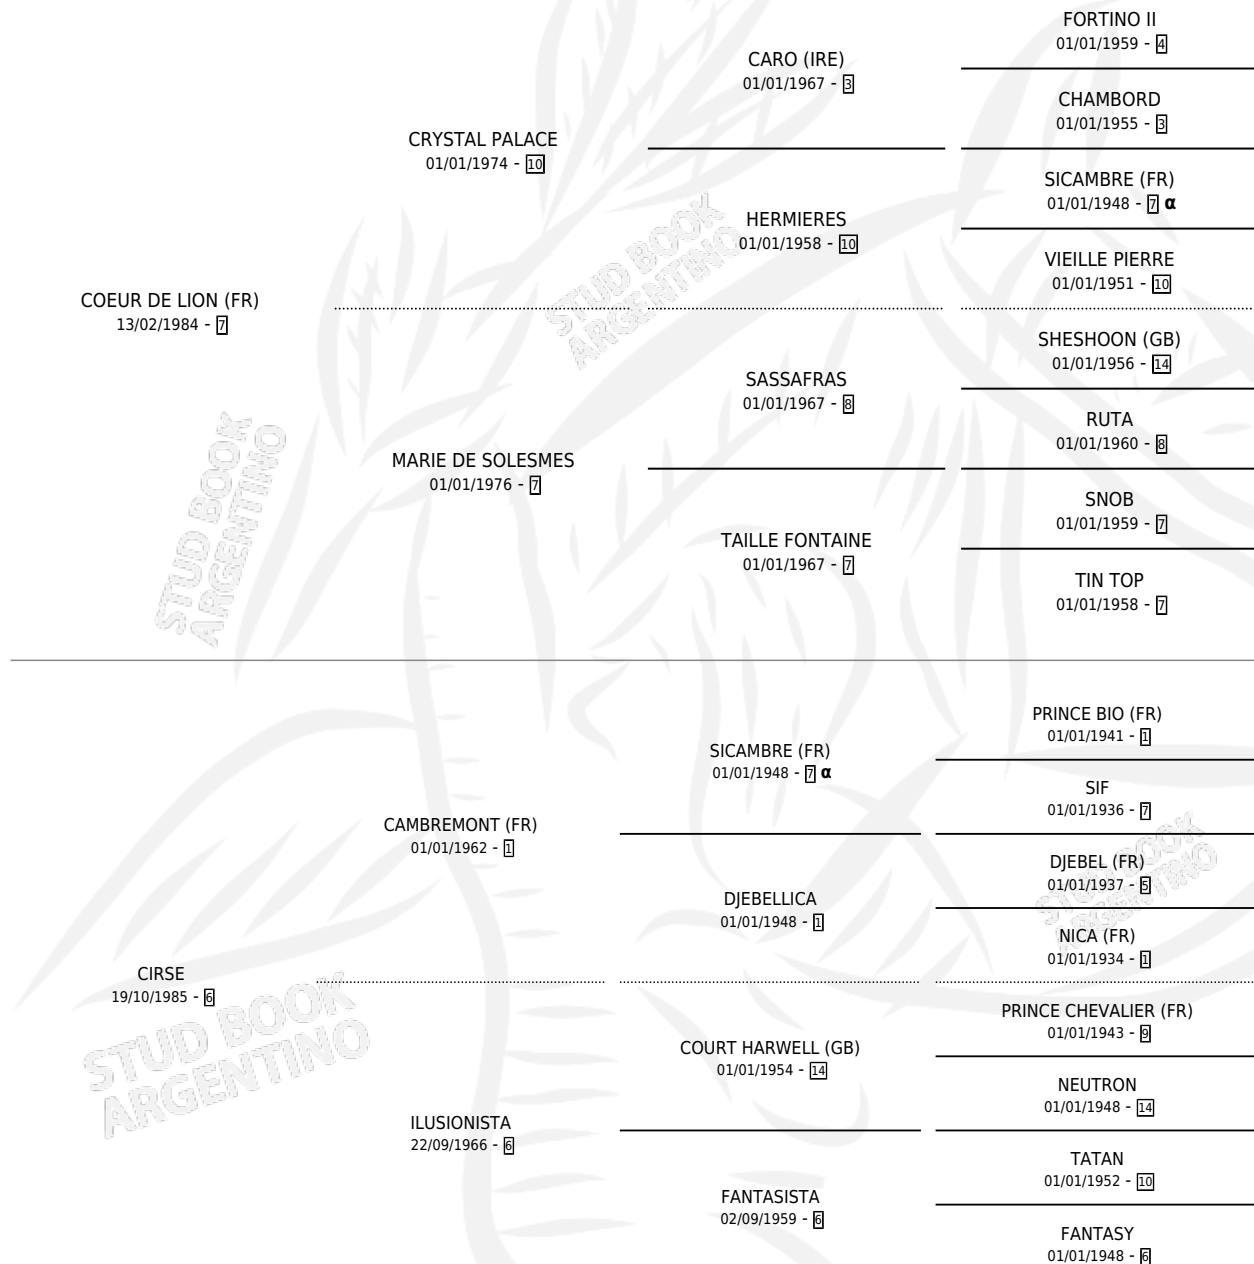 FORTINO II
01/01/1959 - 4
CARO (IRE)
01/01/1967 - 3
CHAMBORD
01/01/1955 - 3
CRYSTAL PALACE
01/01/1974 - 10
SICAMBRE (FR)
01/01/1948 - 7 α
HERMIERES
01/01/1958 - 10
VIEILLE PIERRE
01/01/1951 - 10
COEUR DE LION (FR)
13/02/1984 - 7
SHESHOON (GB)
01/01/1956 - 14
SASSAFRAS
01/01/1967 - 8
RUTA
01/01/1960 - 8
MARIE DE SOLESMES
01/01/1976 - 7
SNOB
01/01/1959 - 7
TAILLE FONTAINE
01/01/1967 - 7
TIN TOP
01/01/1958 - 7
PRINCE BIO (FR)
01/01/1941 - 1
SICAMBRE (FR)
01/01/1948 - 7 α
SIF
01/01/1936 - 7
CAMBREMONT (FR)
01/01/1962 - 1
DJEBEL (FR)
01/01/1937 - 5
DJEBELLICA
01/01/1948 - 1
NICA (FR)
01/01/1934 - 1
CIRSE
19/10/1985 - 6
PRINCE CHEVALIER (FR)
01/01/1943 - 9
COURT HARWELL (GB)
01/01/1954 - 14
NEUTRON
01/01/1948 - 14
ILUSIONISTA
22/09/1966 - 6
TATAN
01/01/1952 - 10
FANTASISTA
02/09/1959 - 6
FANTASY
01/01/1948 - 6
STUD BOOK
ARGENTINO
STUD BOOK
ARGENTINO
STUD BOOK
ARGENTINO
STUD BOOK
ARGENTINO